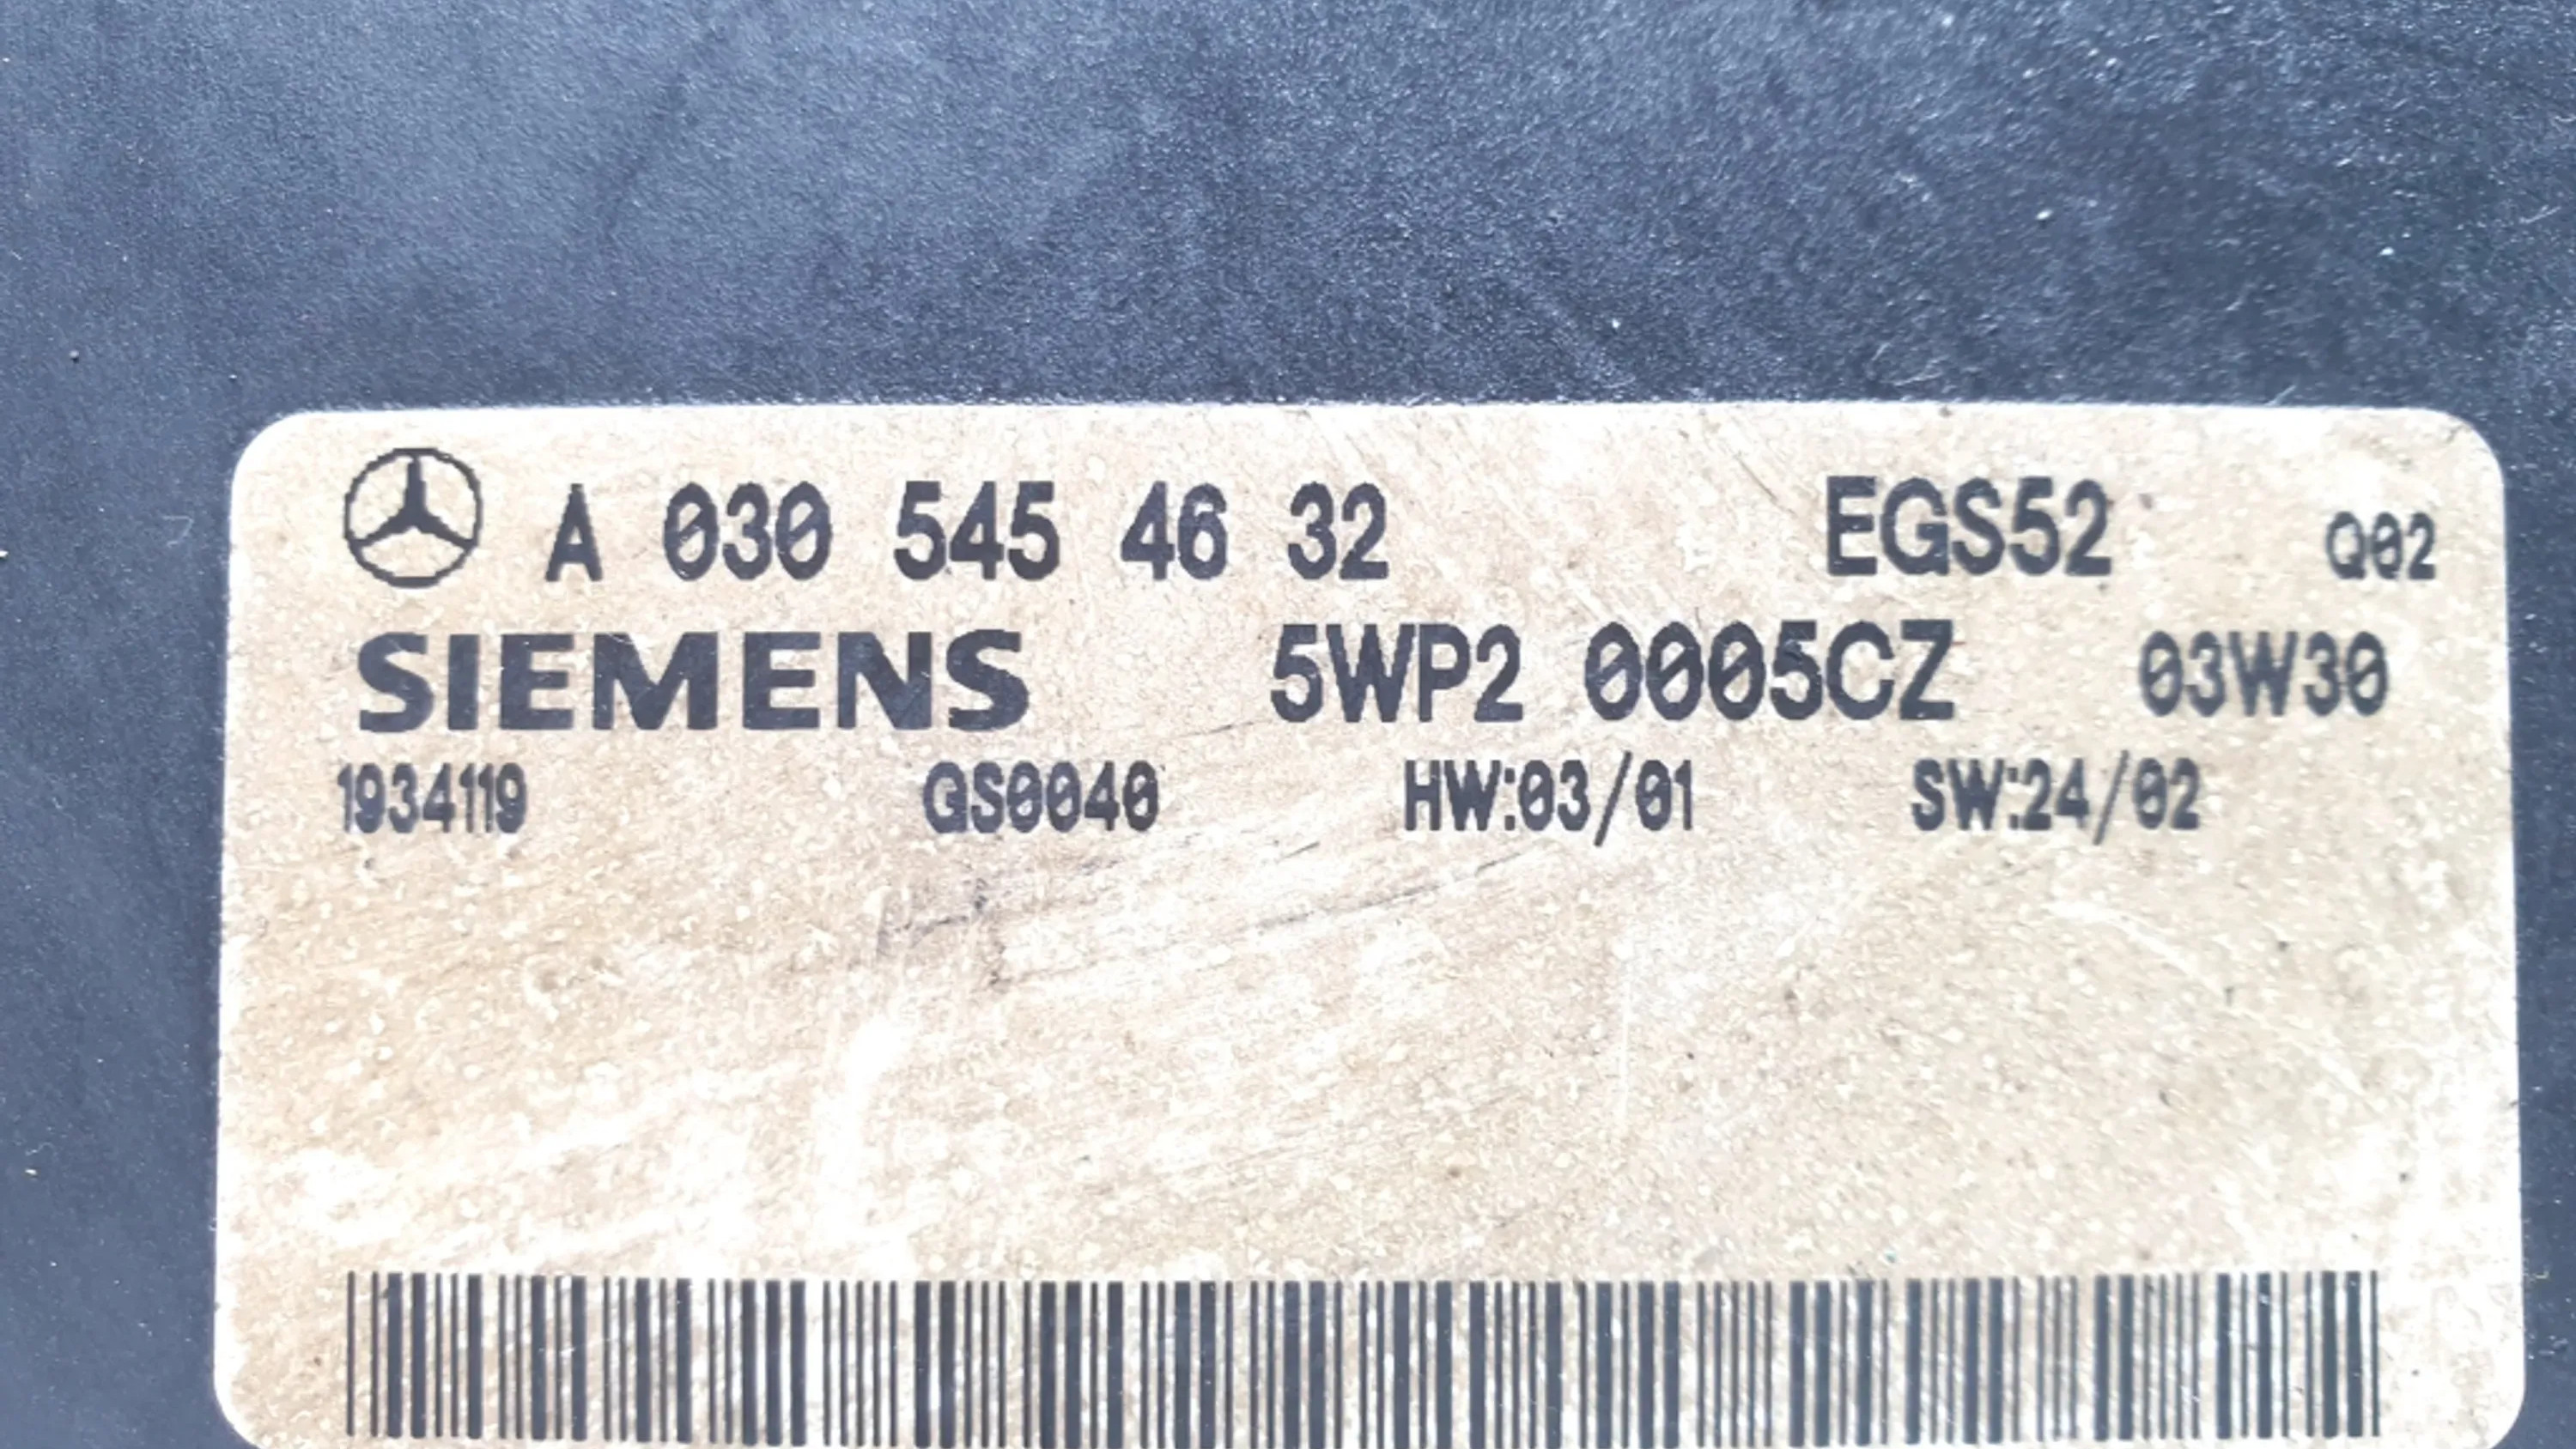 A 030 545 46 32 EGS52 Q02
SIEMENS 5WP2 0005CZ 03W30
1934119 GS0040 HW:03/01 SW:24/02